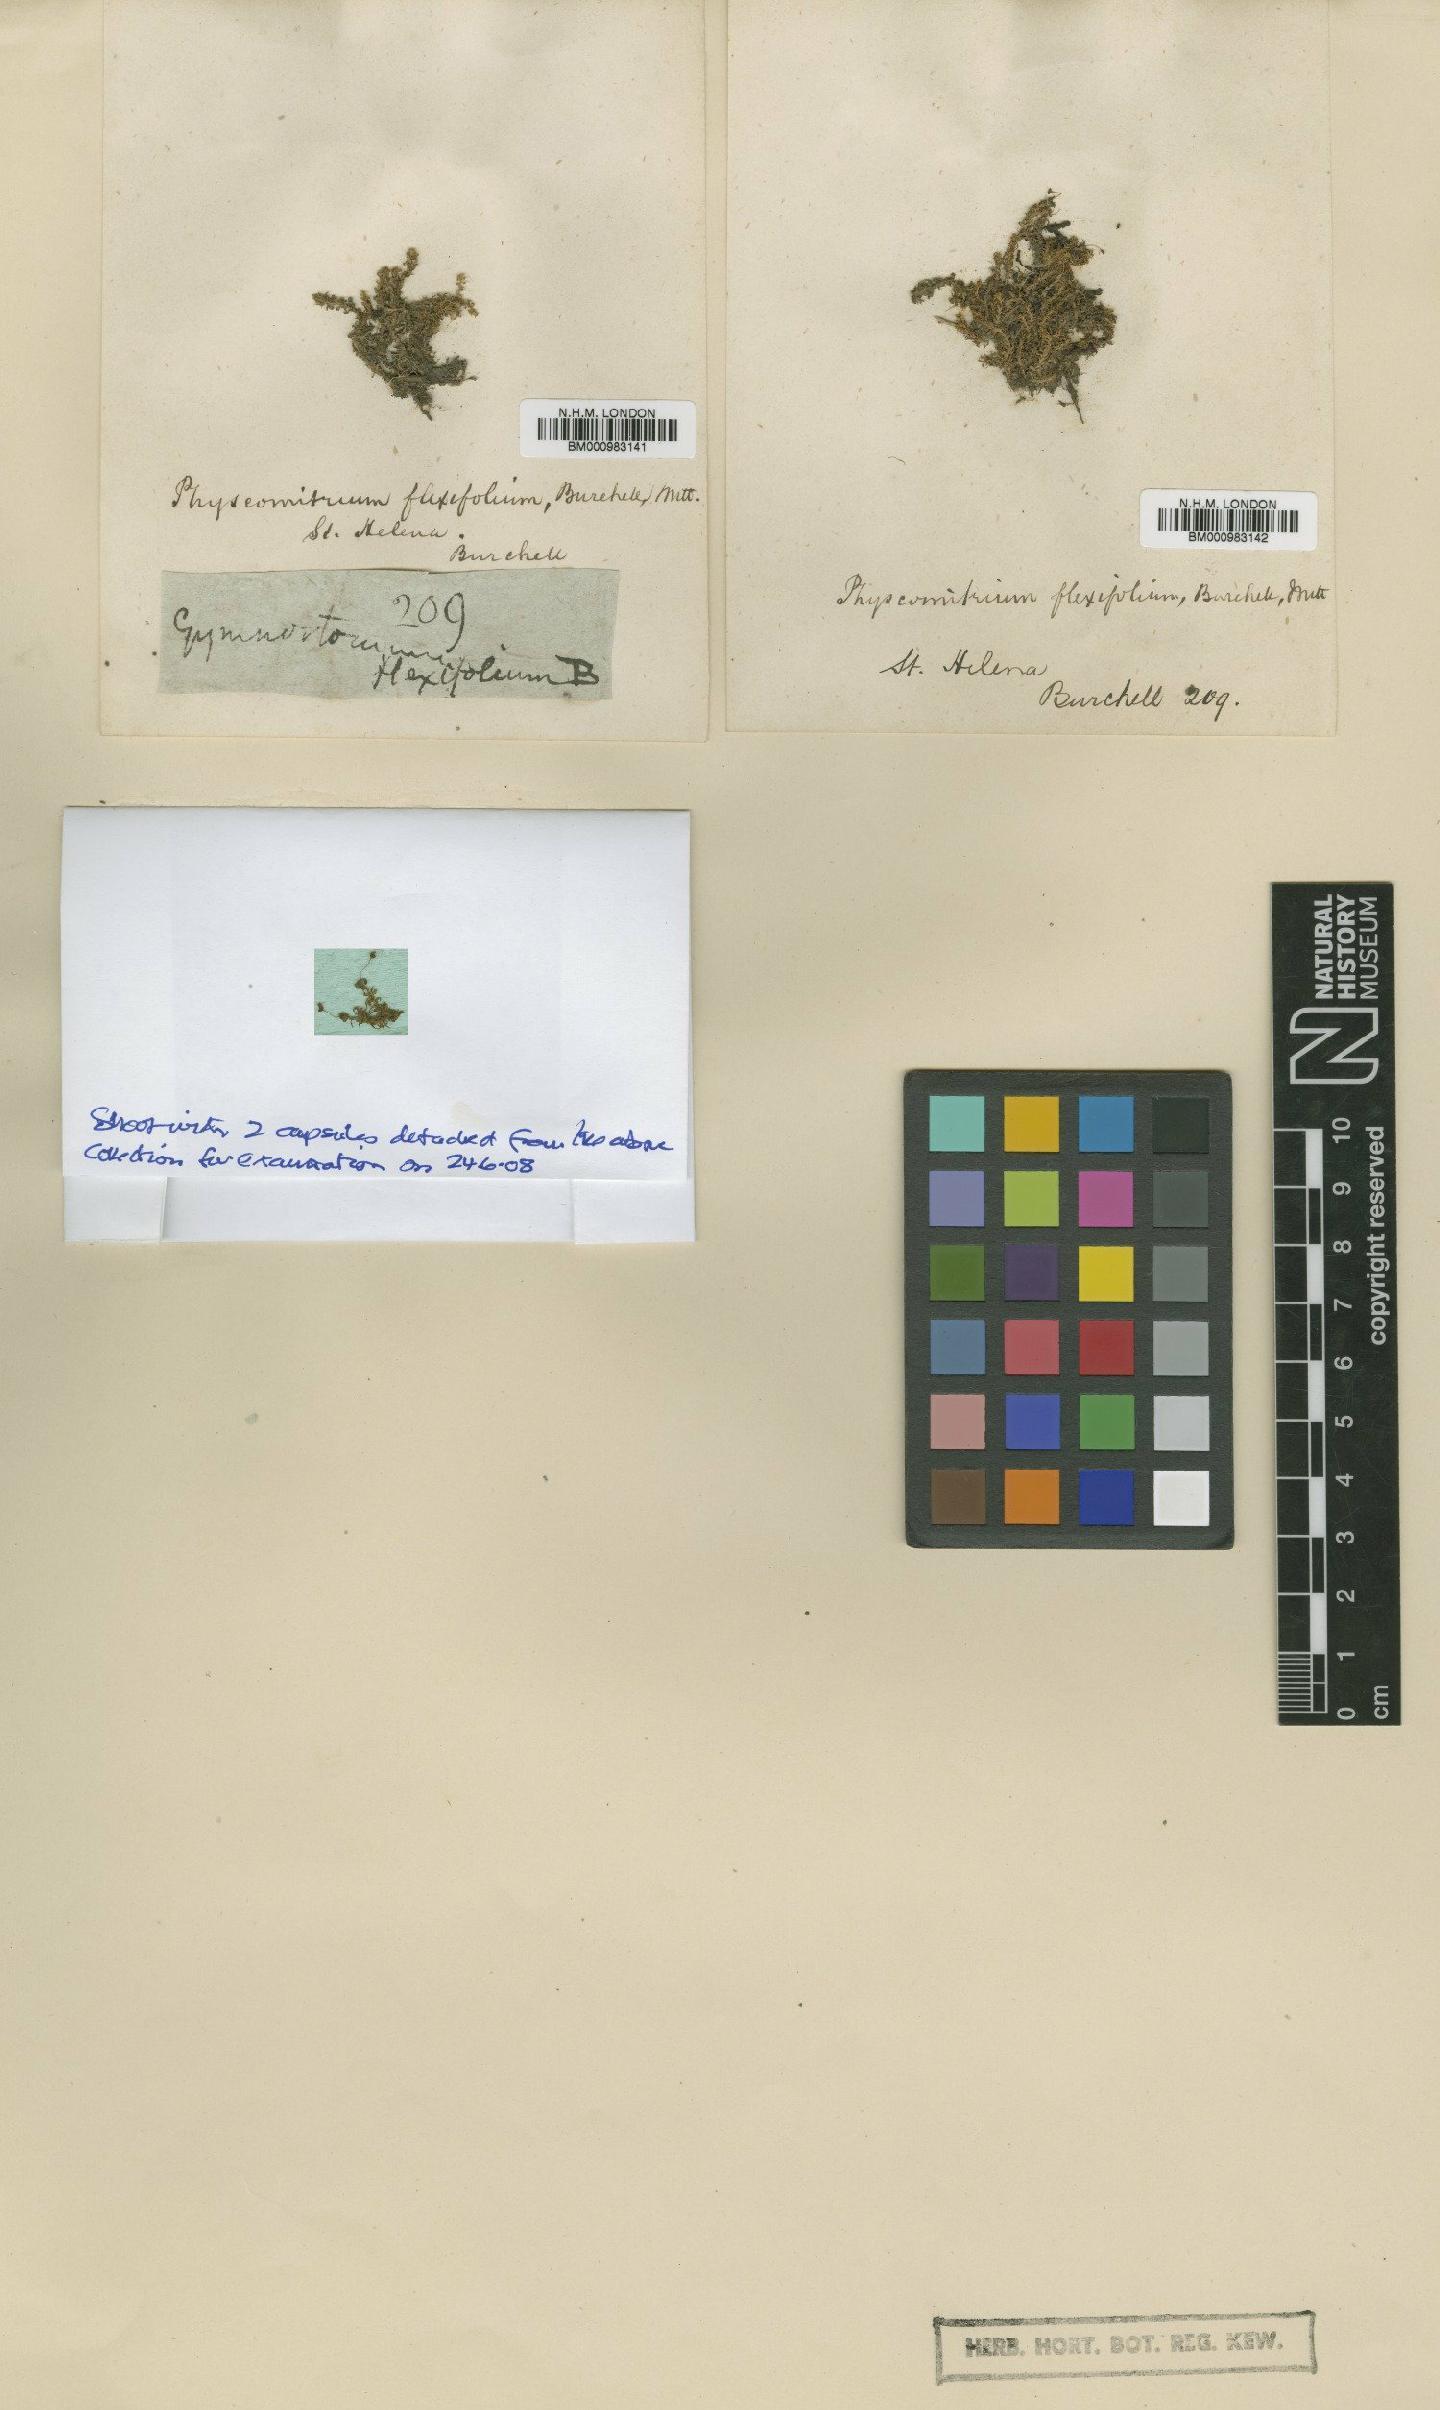 N.H.M. LONDON
BM000983141
Physcomitrium flexifolium, Burchell, Mitt.
St. Helena.
Burchell
209
Gymnostomum
flexifolium B
N.H.M. LONDON
BM000983142
Physcomitrium flexifolium, Burchell, Mitt
St. Helena
Burchell 209.
Shoot with 2 capsules detached from the above
collection for examination on 24·6·08
NATURAL
HISTORY
MUSEUM
copyright reserved
10
9
8
7
6
5
4
3
2
1
0
cm
HERB. HORT. BOT. REG. KEW.